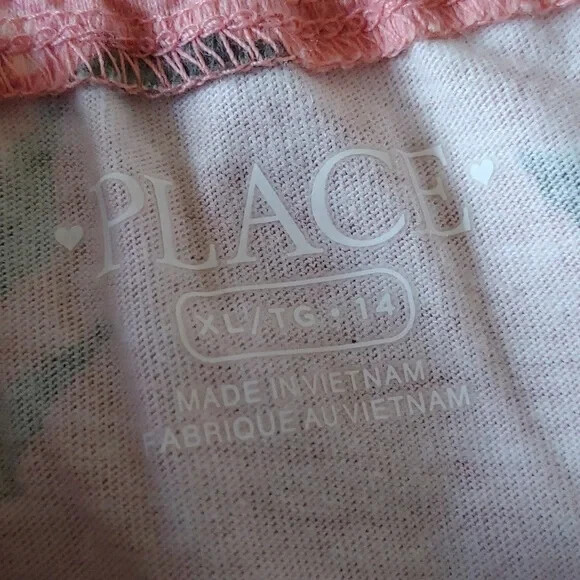 PLACE
XL/TG • 14
MADE IN VIETNAM
FABRIQUE AU VIETNAM